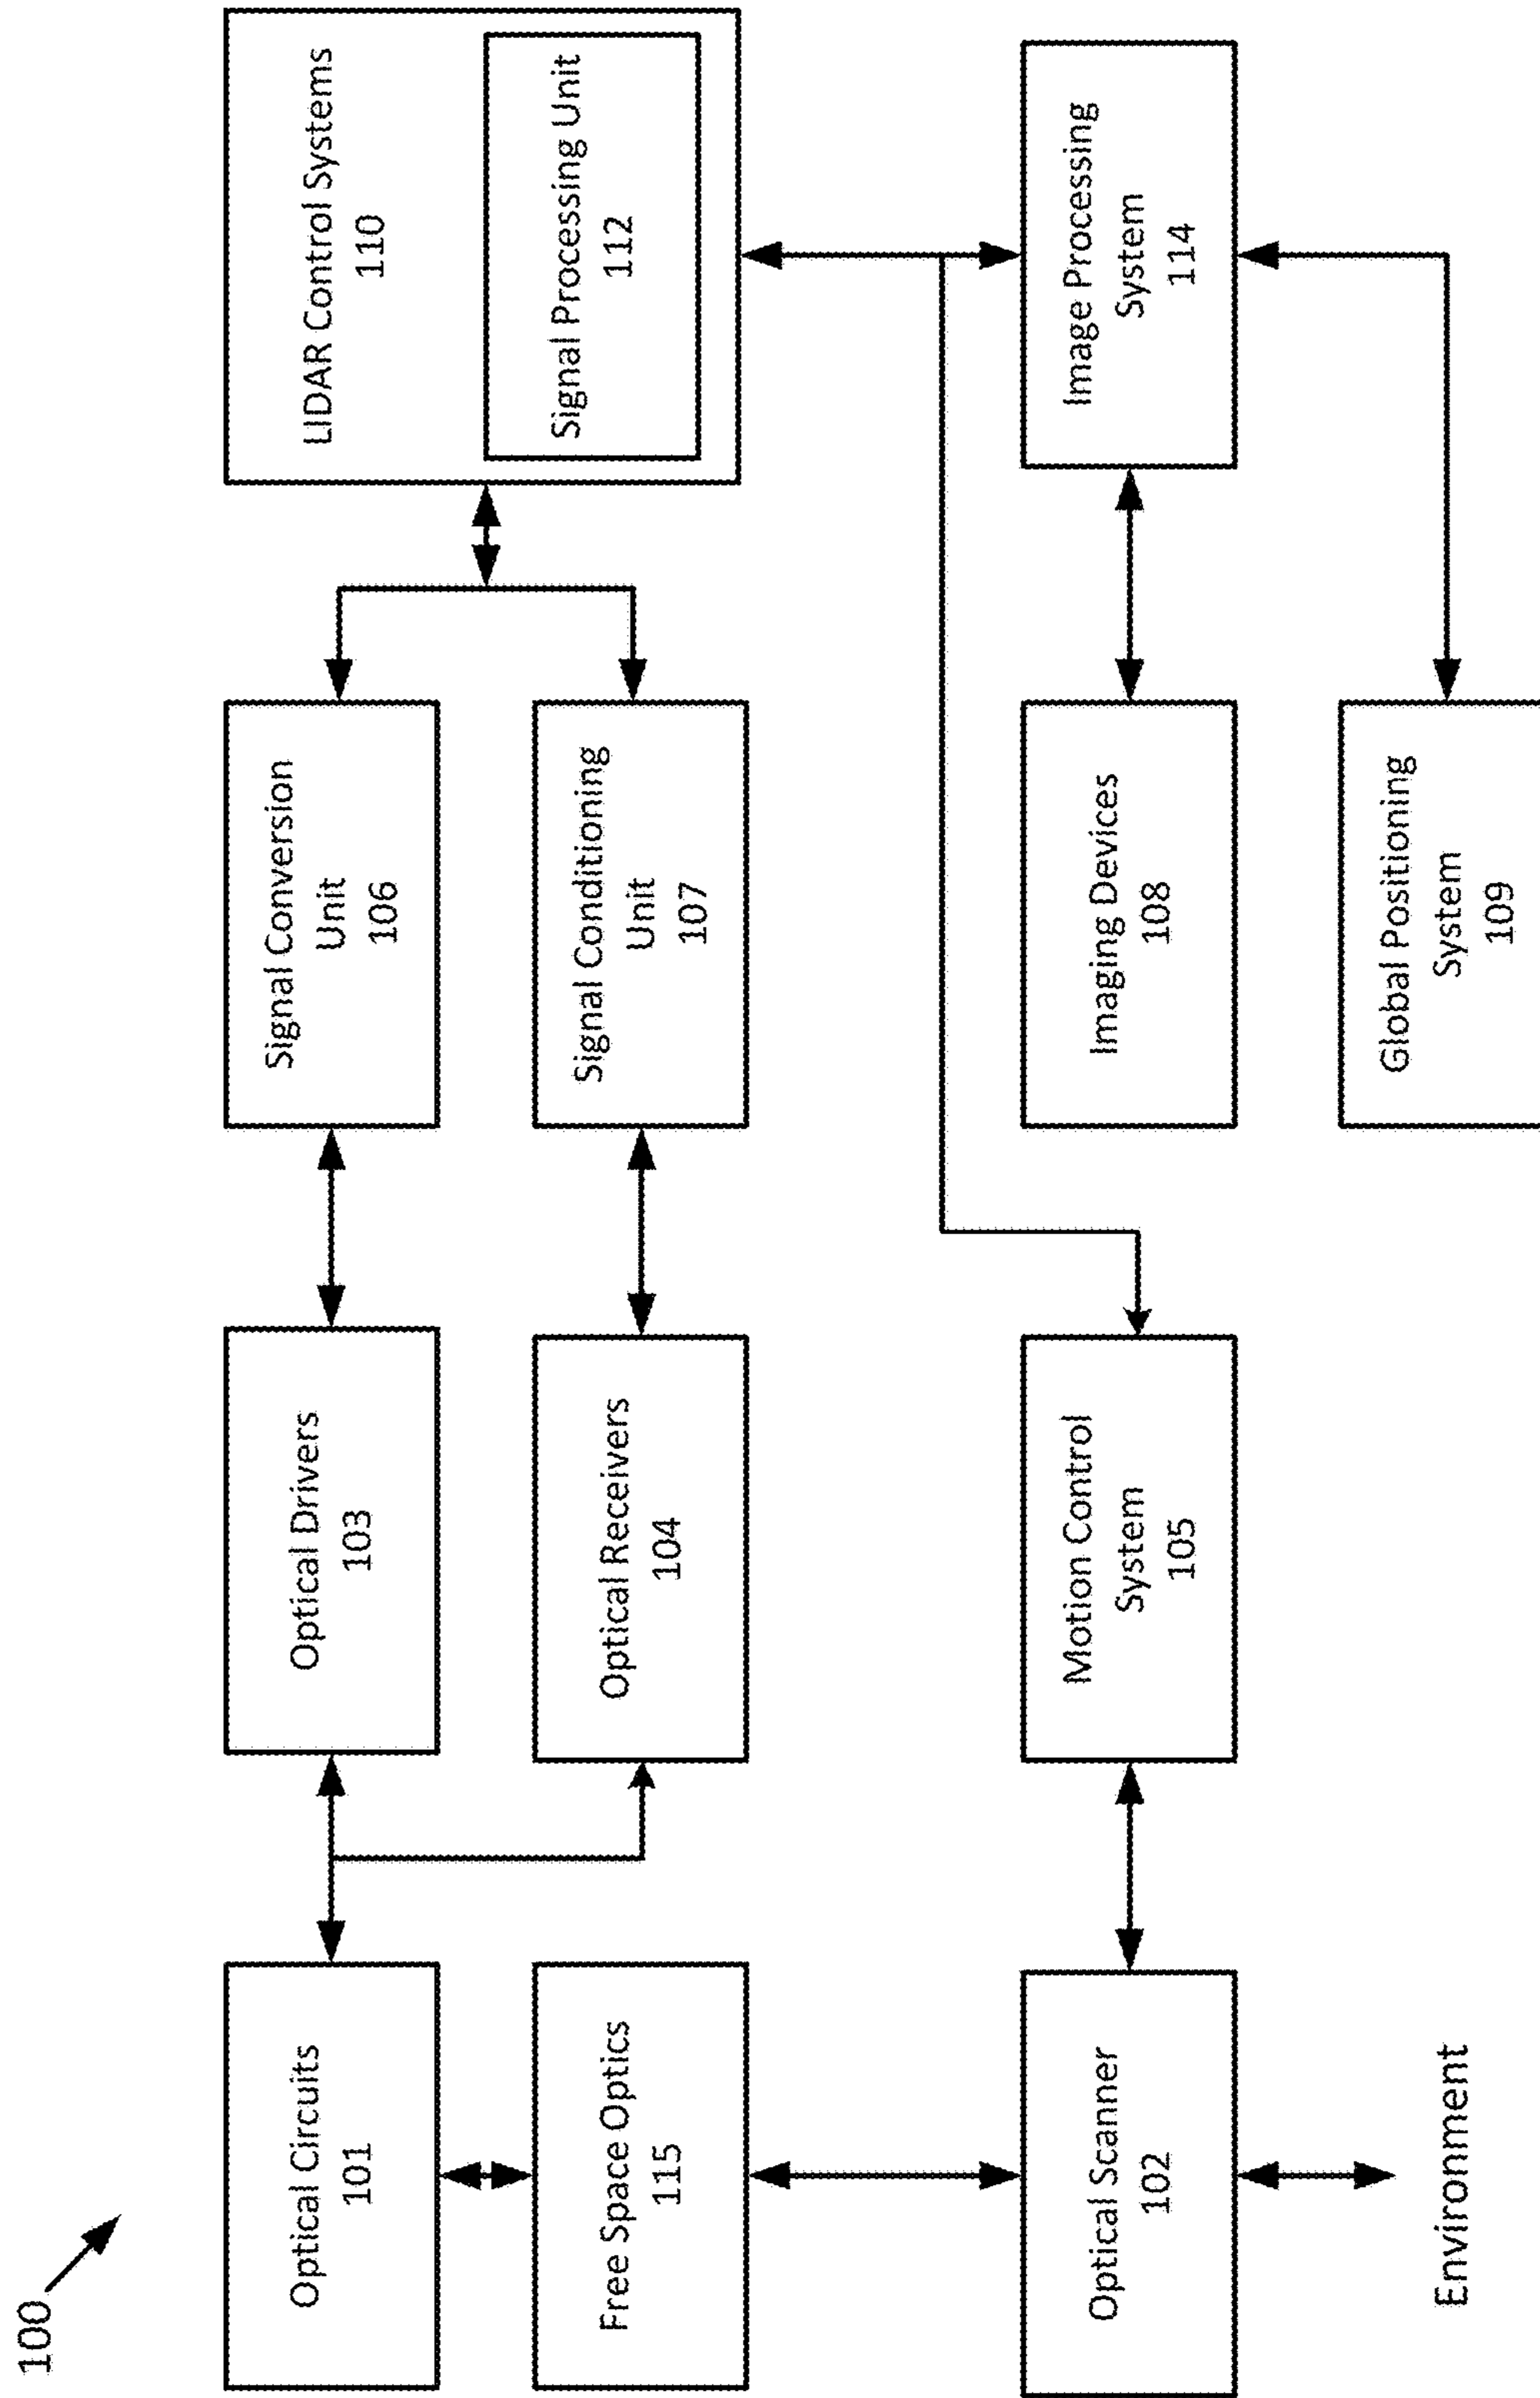 100
Optical Circuits
101
Optical Drivers
103
Signal Conversion
Unit
106
LIDAR Control Systems
110
Signal Processing Unit
112
Free Space Optics
115
Optical Receivers
104
Signal Conditioning
Unit
107
Optical Scanner
102
Motion Control
System
105
Imaging Devices
108
Image Processing
System
114
Environment
Global Positioning
System
109